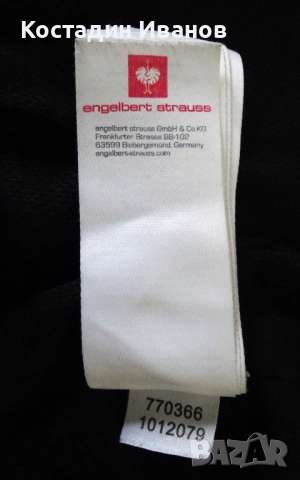 Костадин Иванов
engelbert strauss
engelbert strauss GmbH & Co.KG
Frankfurter Strasse 98-102
63599 Biebergemünd, Germany
engelbert-strauss.com
770366
1012079
BAZAR